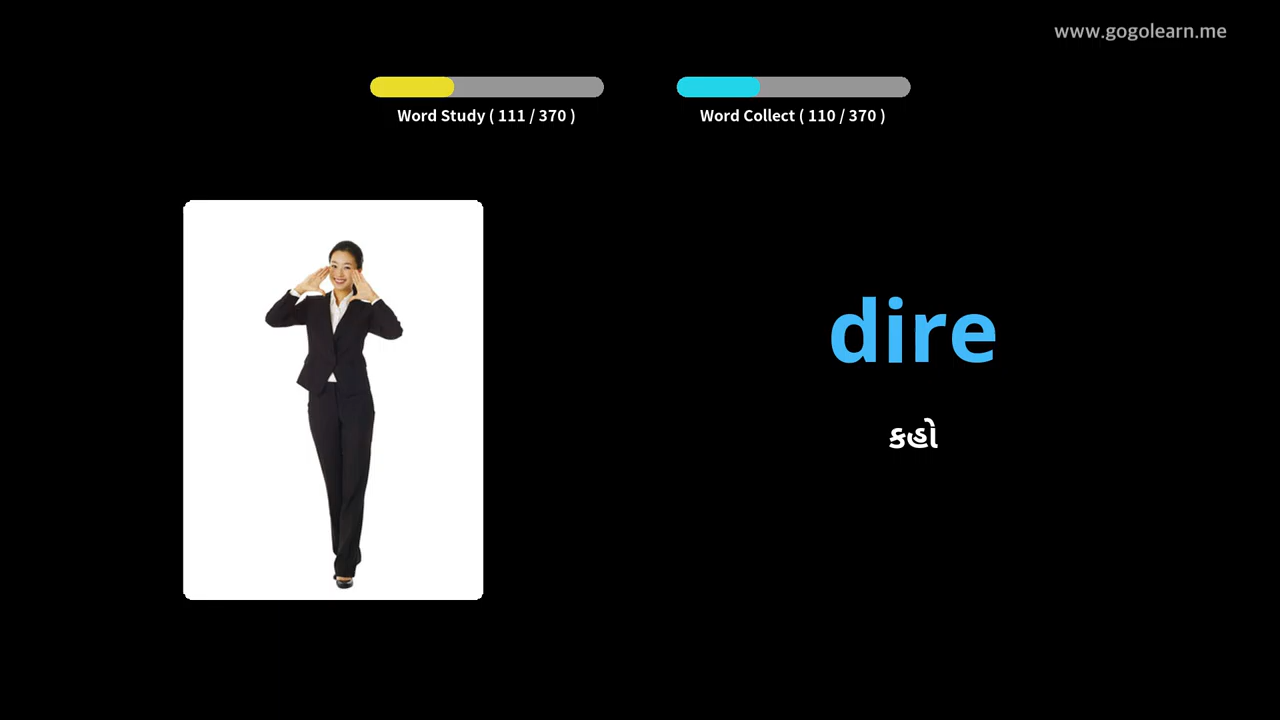 www.gogolearn.me
Word Study ( 111 / 370 )
Word Collect ( 110 / 370 )
dire
કહો